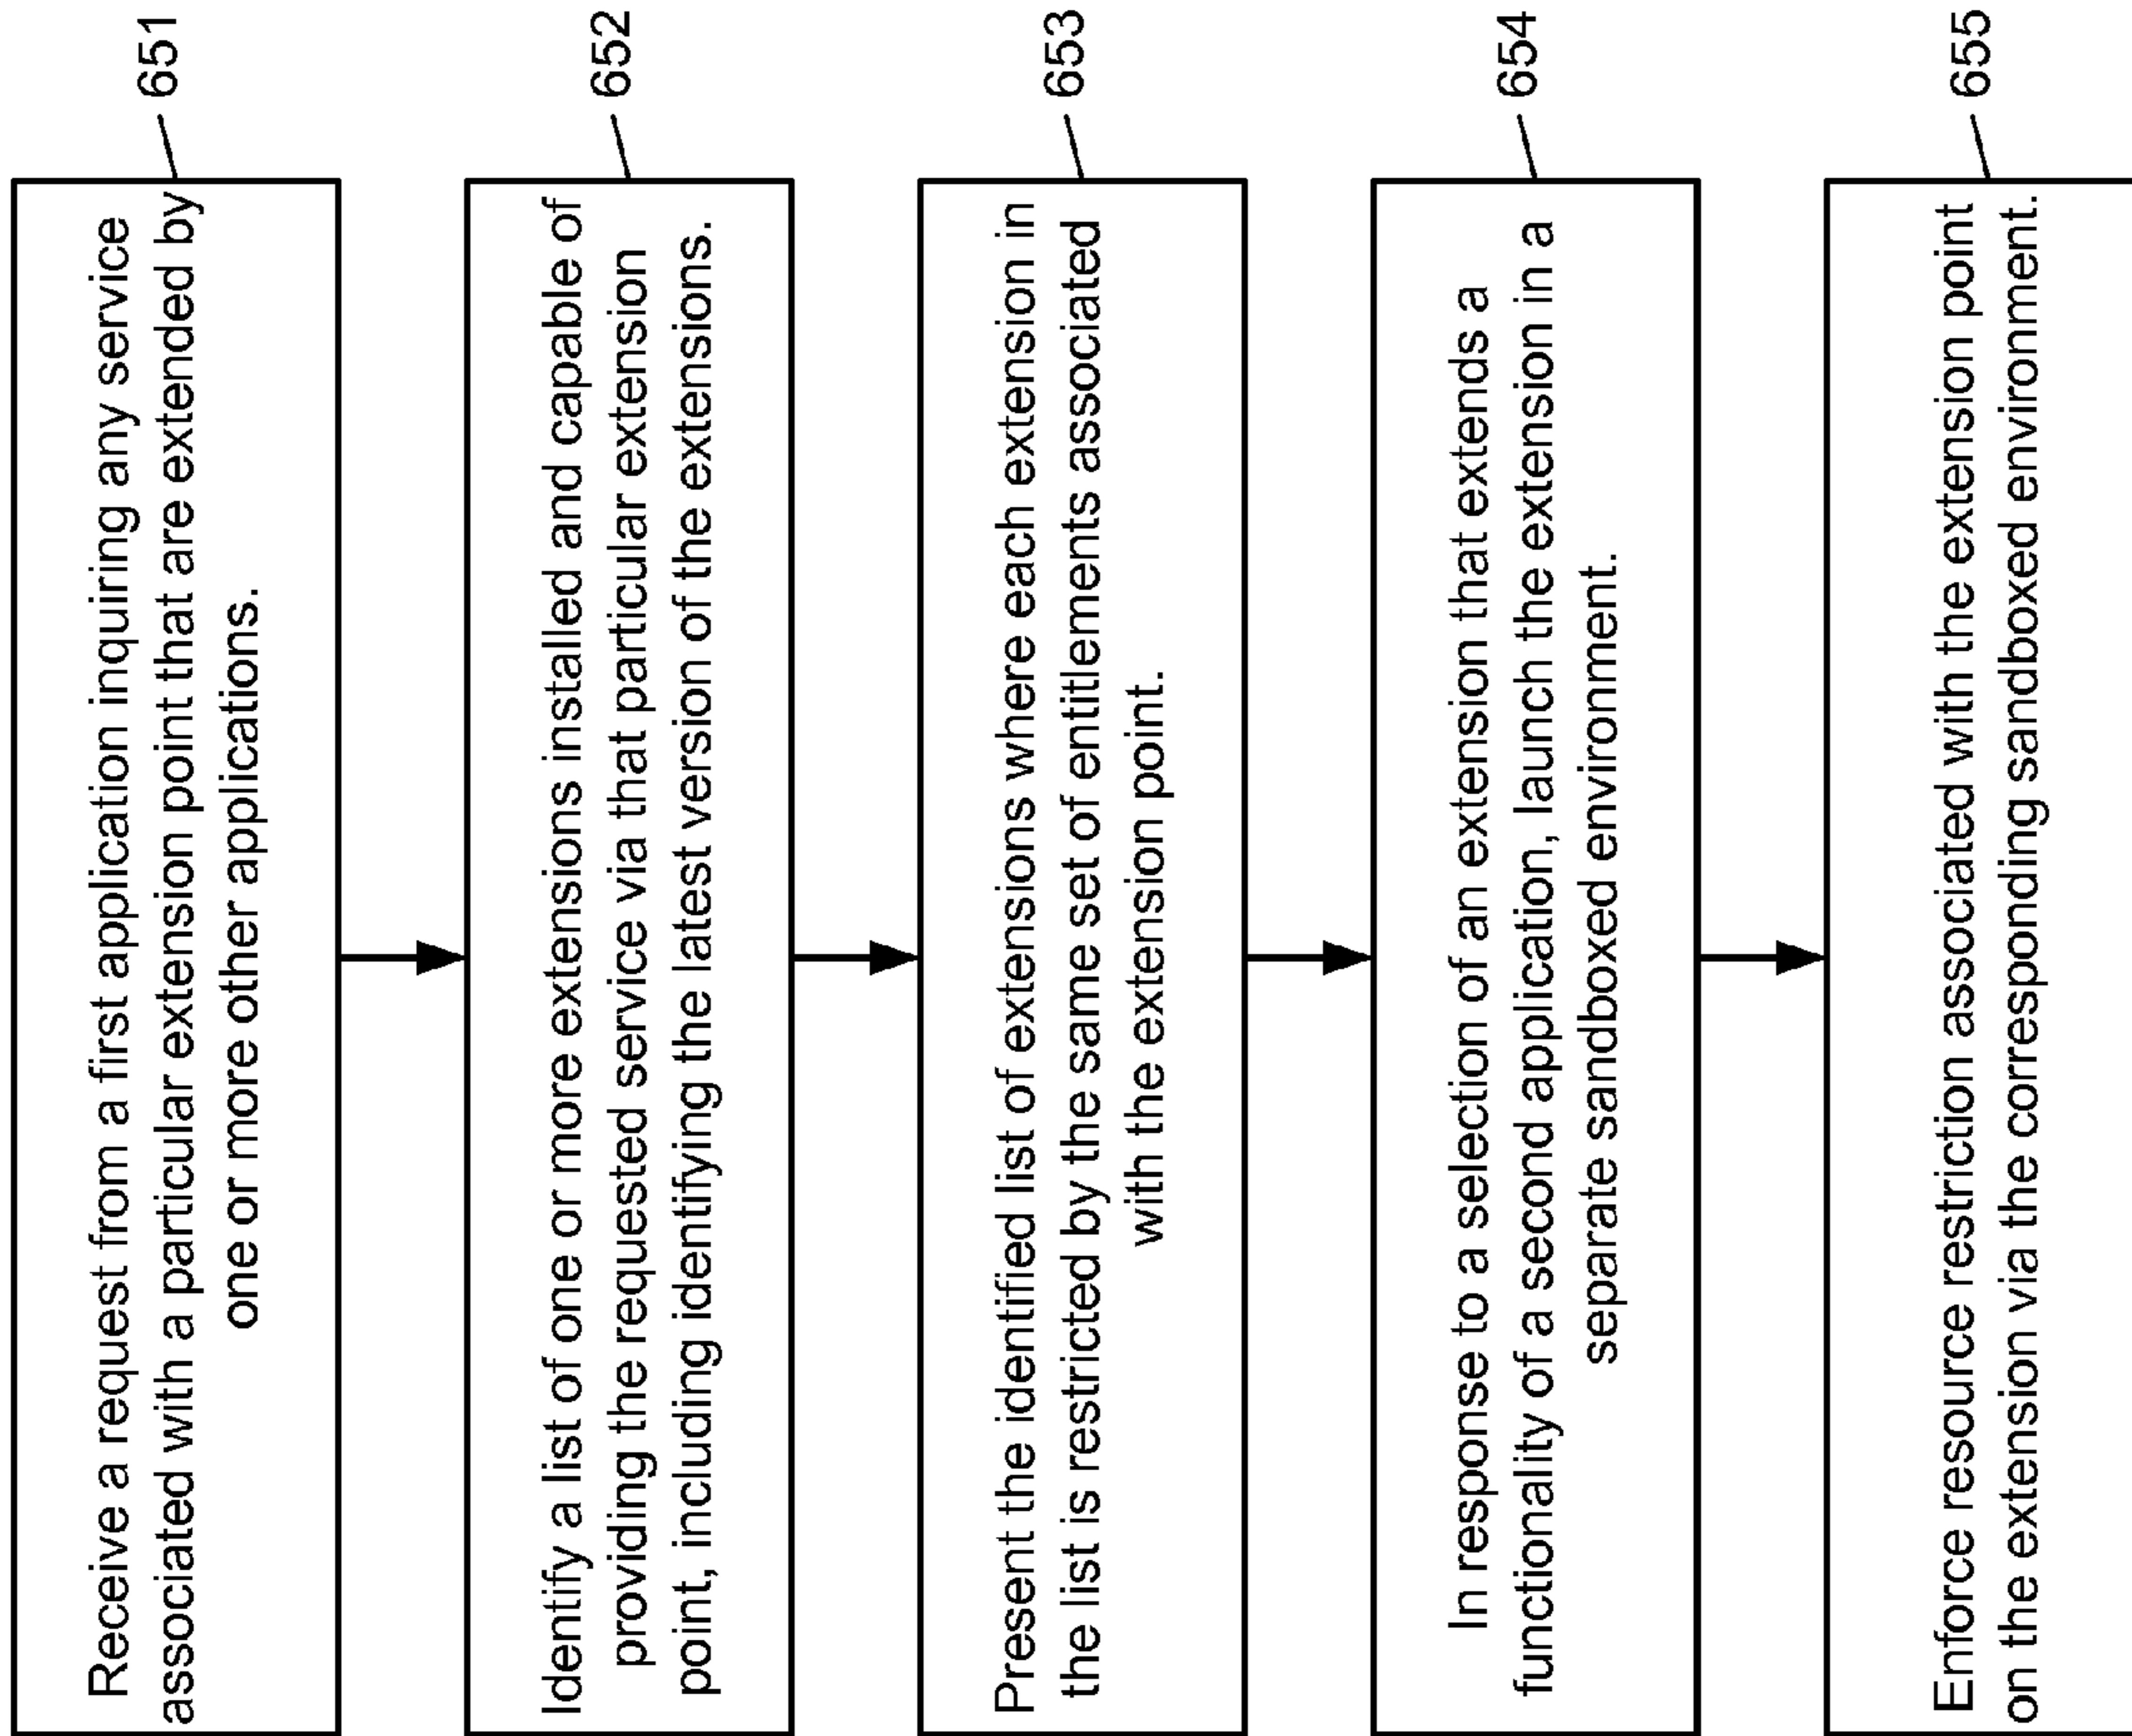 Receive a request from a first application inquiring any service
associated with a particular extension point that are extended by
one or more other applications.
651
Identify a list of one or more extensions installed and capable of
providing the requested service via that particular extension
point, including identifying the latest version of the extensions.
652
Present the identified list of extensions where each extension in
the list is restricted by the same set of entitlements associated
with the extension point.
653
In response to a selection of an extension that extends a
functionality of a second application, launch the extension in a
separate sandboxed environment.
654
Enforce resource restriction associated with the extension point
on the extension via the corresponding sandboxed environment.
655